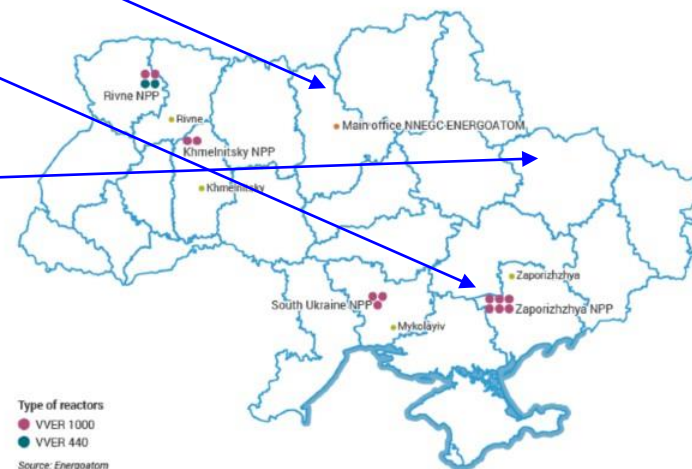 Rivne NPP
Rivne
Main office NNEGC ENERGOATOM
Khmelnitsky NPP
Khmelnitsky
Zaporizhzhya
South Ukraine NPP
Zaporizhzhya NPP
Mykolayiv
Type of reactors
VVER 1000
VVER 440
Source: Energoatom